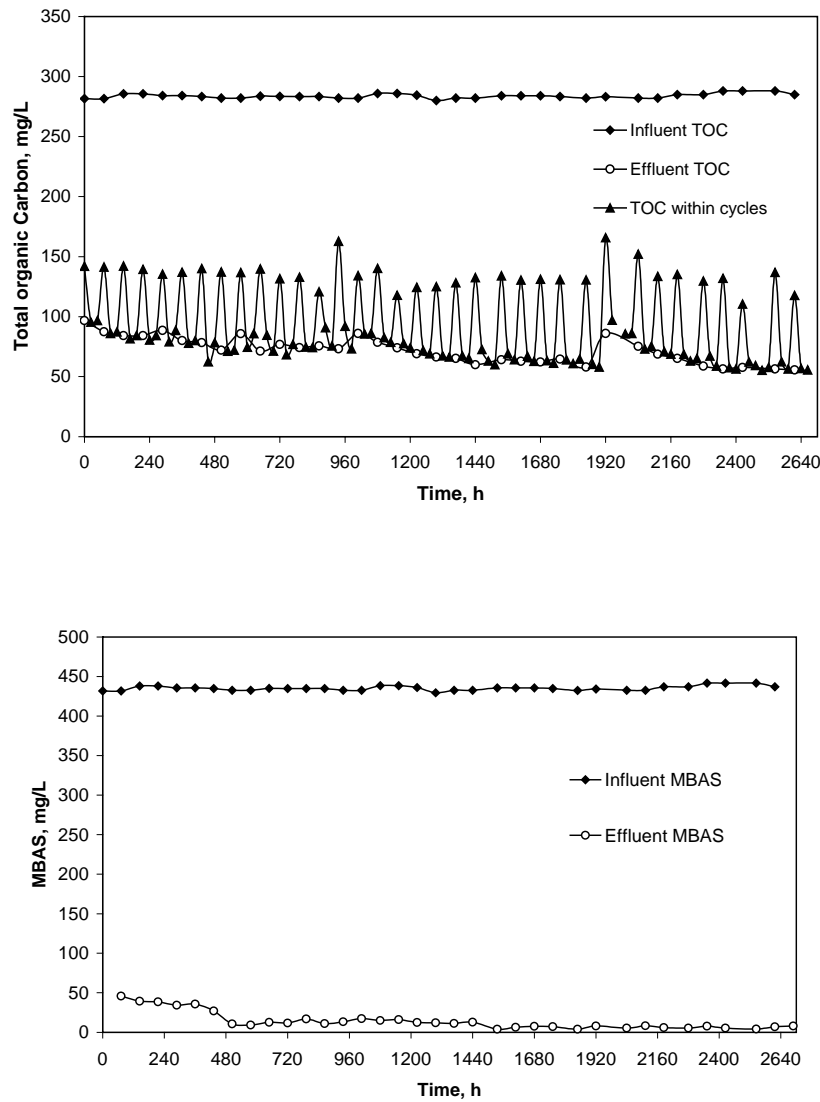 350
300
250
200
150
100
50
0
Total organic Carbon, mg/L
Influent TOC
Effluent TOC
TOC within cycles
0 240 480 720 960 1200 1440 1680 1920 2160 2400 2640
Time, h
500
450
400
350
300
250
200
150
100
50
0
MBAS, mg/L
Influent MBAS
Effluent MBAS
0 240 480 720 960 1200 1440 1680 1920 2160 2400 2640
Time, h